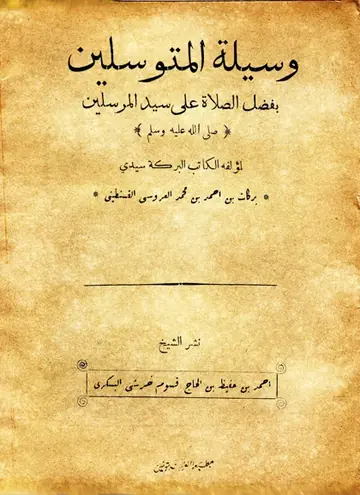 وسيلة المتوسلين
بفضل الصلاة على سيد المرسلين
﴿ صلى الله عليه وسلم ﴾
لمؤلفه الكاتب البركة سيدي
* بركات بن احمد بن محمد العروسي القسنطيني *
نشر الشيخ
احمد بن حفيظ بن الحاج قسوم خرشي البسكري